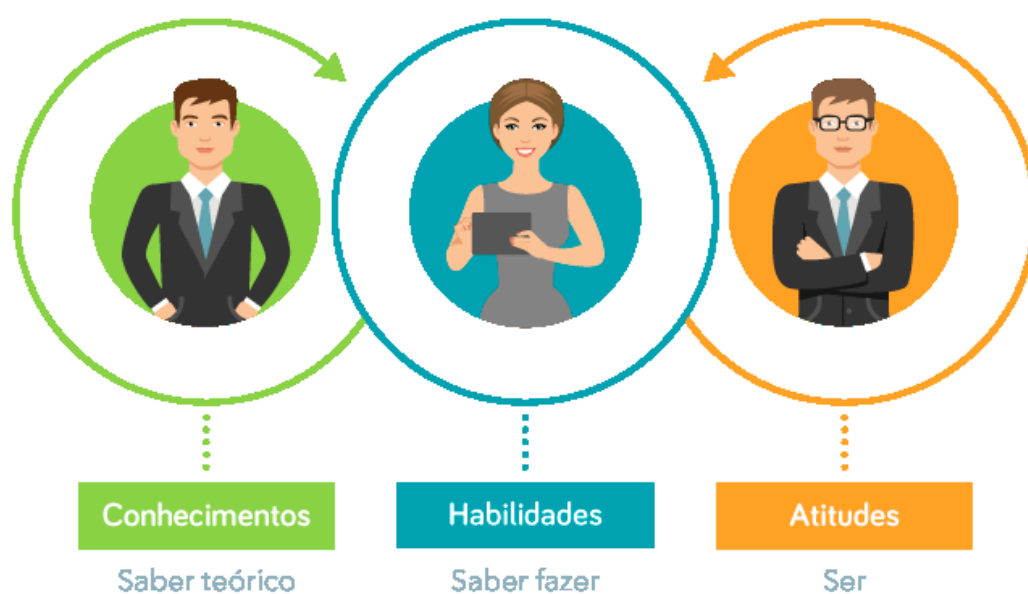 Conhecimentos
Habilidades
Atitudes
Saber teórico
Saber fazer
Ser